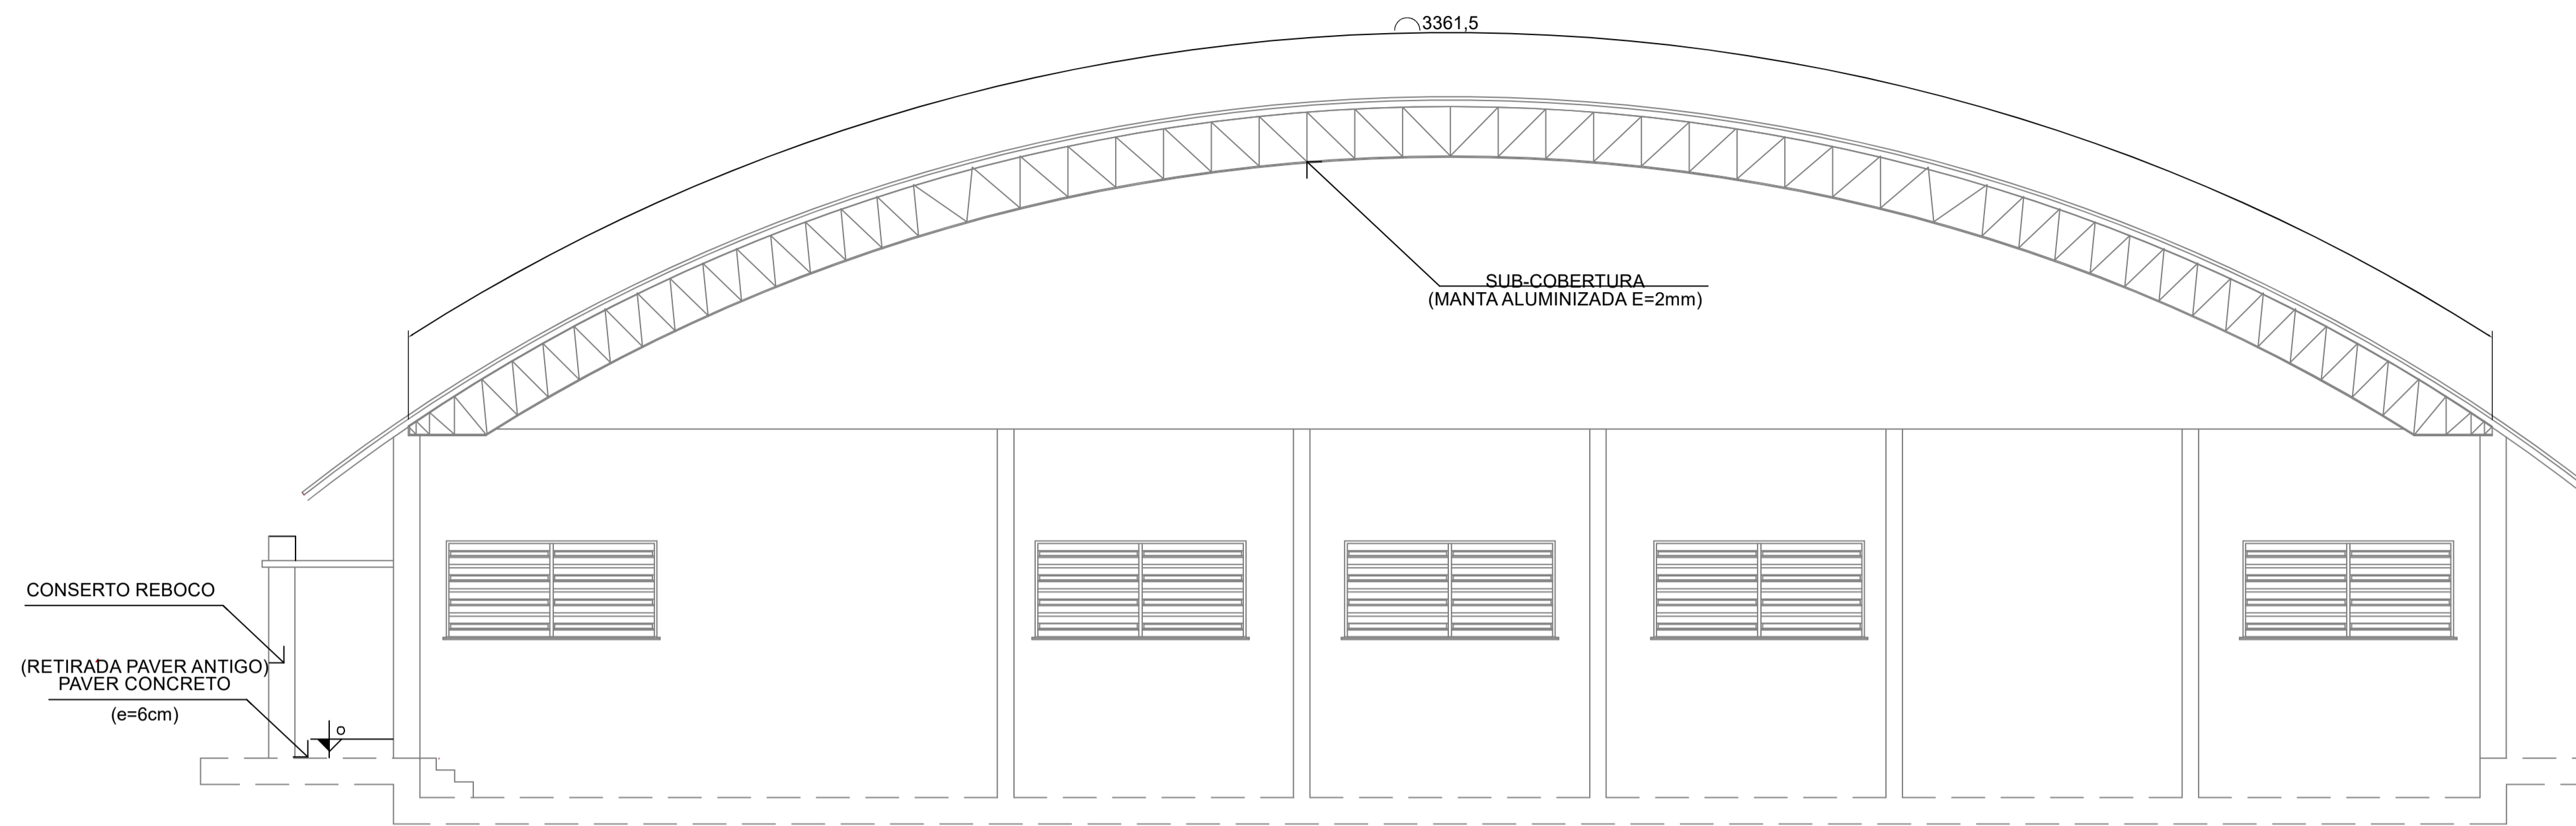 3361,5
SUB-COBERTURA
(MANTA ALUMINIZADA E=2mm)
CONSERTO REBOCO
(RETIRADA PAVER ANTIGO)
PAVER CONCRETO
(e=6cm)
o